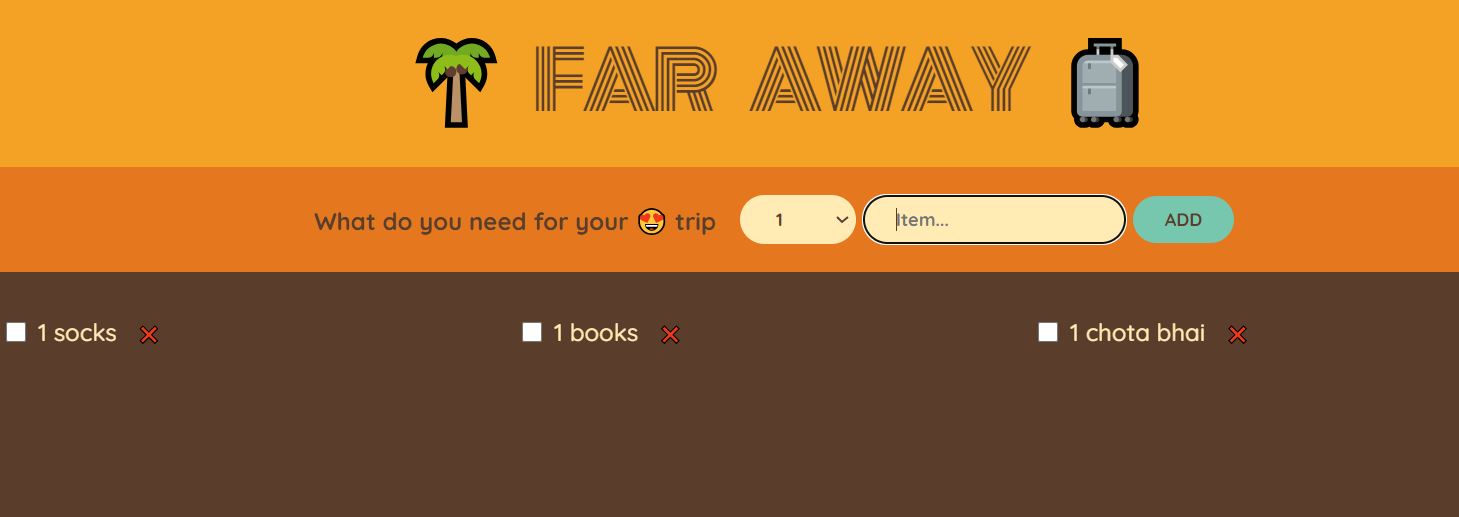 FAR AWAY
What do you need for your 😍 trip 1 Item... ADD
1 socks ❌ 1 books ❌ 1 chota bhai ❌